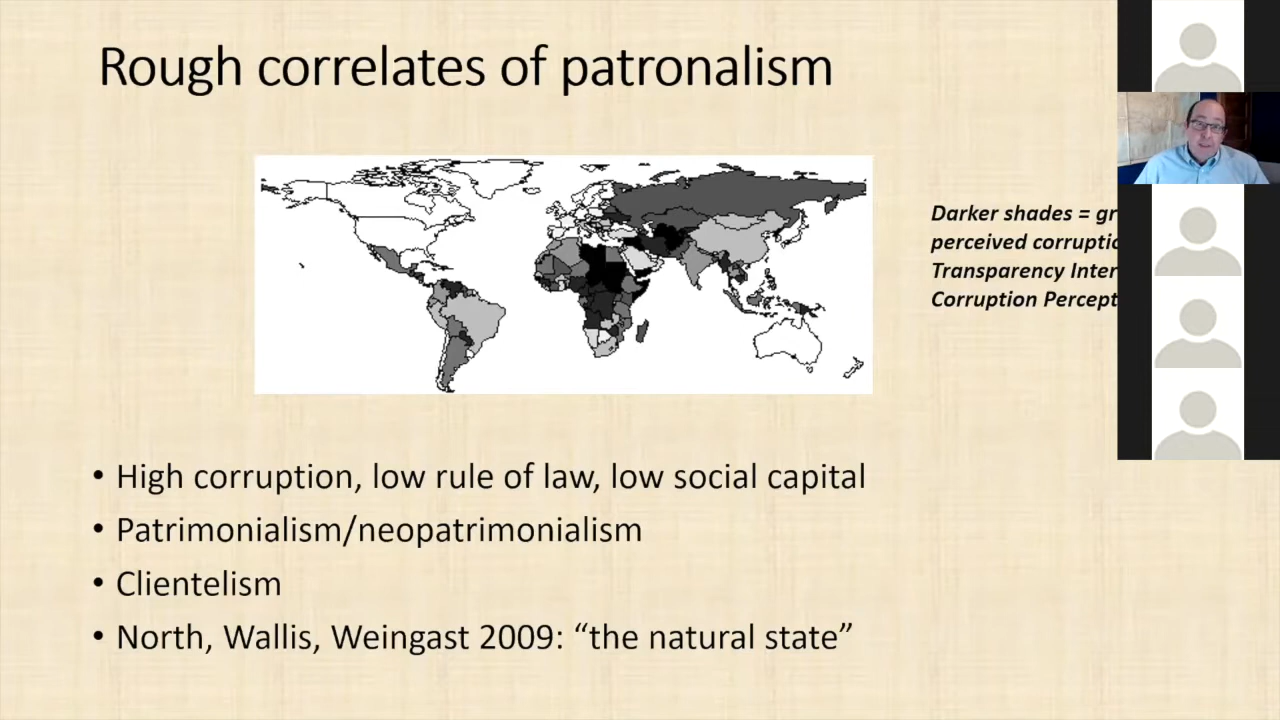 Rough correlates of patronalism
Darker shades = gr
perceived corruptio
Transparency Inter
Corruption Percept
• High corruption, low rule of law, low social capital
• Patrimonialism/neopatrimonialism
• Clientelism
• North, Wallis, Weingast 2009: “the natural state”